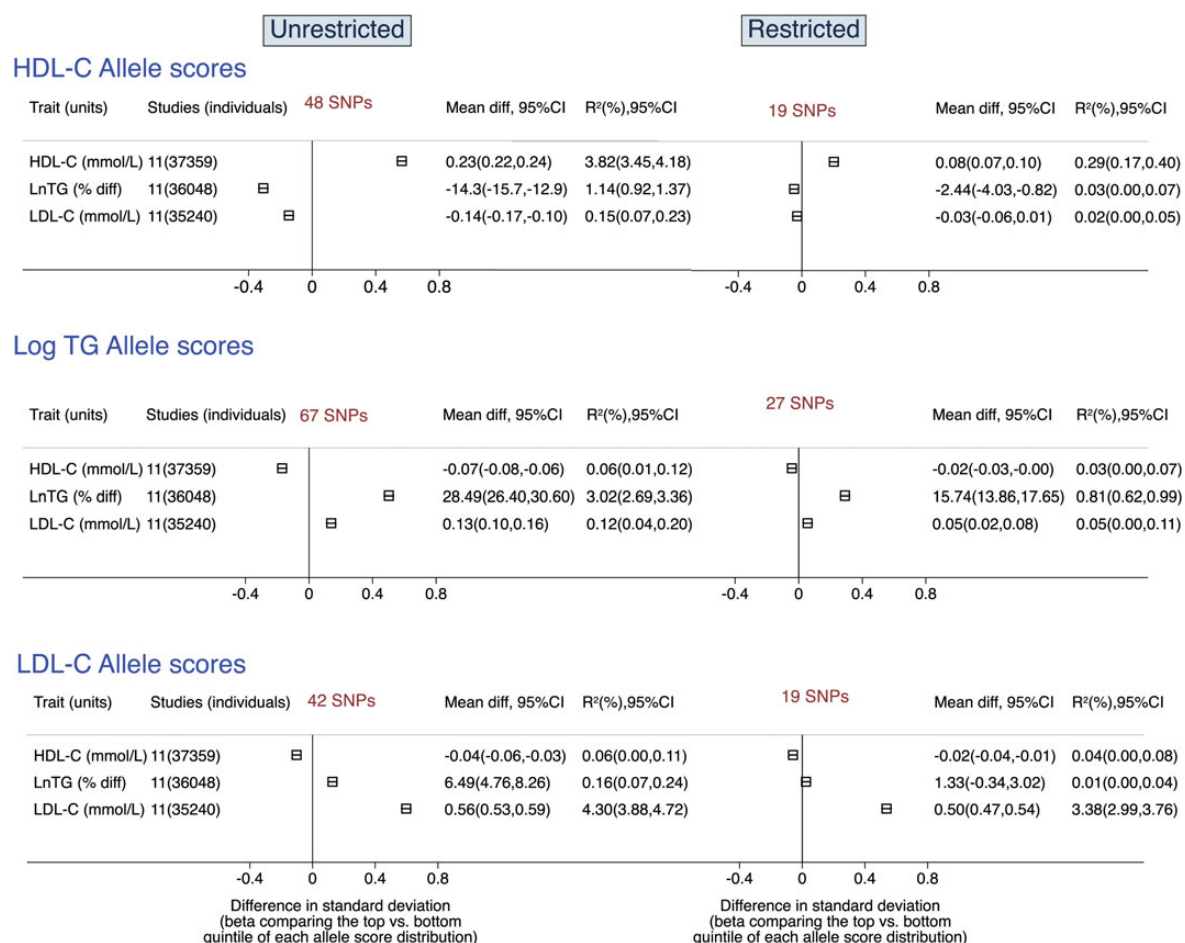 Unrestricted Restricted
HDL-C Allele scores
Trait (units) Studies (individuals) 48 SNPs Mean diff, 95%CI R²(%),95%CI 19 SNPs Mean diff, 95%CI R²(%),95%CI
HDL-C (mmol/L) 11(37359) 0.23(0.22,0.24) 3.82(3.45,4.18) 0.08(0.07,0.10) 0.29(0.17,0.40)
LnTG (% diff) 11(36048) -14.3(-15.7,-12.9) 1.14(0.92,1.37) -2.44(-4.03,-0.82) 0.03(0.00,0.07)
LDL-C (mmol/L) 11(35240) -0.14(-0.17,-0.10) 0.15(0.07,0.23) -0.03(-0.06,0.01) 0.02(0.00,0.05)
-0.4 0 0.4 0.8 -0.4 0 0.4 0.8
Log TG Allele scores
Trait (units) Studies (individuals) 67 SNPs Mean diff, 95%CI R²(%),95%CI 27 SNPs Mean diff, 95%CI R²(%),95%CI
HDL-C (mmol/L) 11(37359) -0.07(-0.08,-0.06) 0.06(0.01,0.12) -0.02(-0.03,-0.00) 0.03(0.00,0.07)
LnTG (% diff) 11(36048) 28.49(26.40,30.60) 3.02(2.69,3.36) 15.74(13.86,17.65) 0.81(0.62,0.99)
LDL-C (mmol/L) 11(35240) 0.13(0.10,0.16) 0.12(0.04,0.20) 0.05(0.02,0.08) 0.05(0.00,0.11)
-0.4 0 0.4 0.8 -0.4 0 0.4 0.8
LDL-C Allele scores
Trait (units) Studies (individuals) 42 SNPs Mean diff, 95%CI R²(%),95%CI 19 SNPs Mean diff, 95%CI R²(%),95%CI
HDL-C (mmol/L) 11(37359) -0.04(-0.06,-0.03) 0.06(0.00,0.11) -0.02(-0.04,-0.01) 0.04(0.00,0.08)
LnTG (% diff) 11(36048) 6.49(4.76,8.26) 0.16(0.07,0.24) 1.33(-0.34,3.02) 0.01(0.00,0.04)
LDL-C (mmol/L) 11(35240) 0.56(0.53,0.59) 4.30(3.88,4.72) 0.50(0.47,0.54) 3.38(2.99,3.76)
-0.4 0 0.4 0.8 -0.4 0 0.4 0.8
Difference in standard deviation Difference in standard deviation
(beta comparing the top vs. bottom (beta comparing the top vs. bottom
quintile of each allele score distribution) quintile of each allele score distribution)